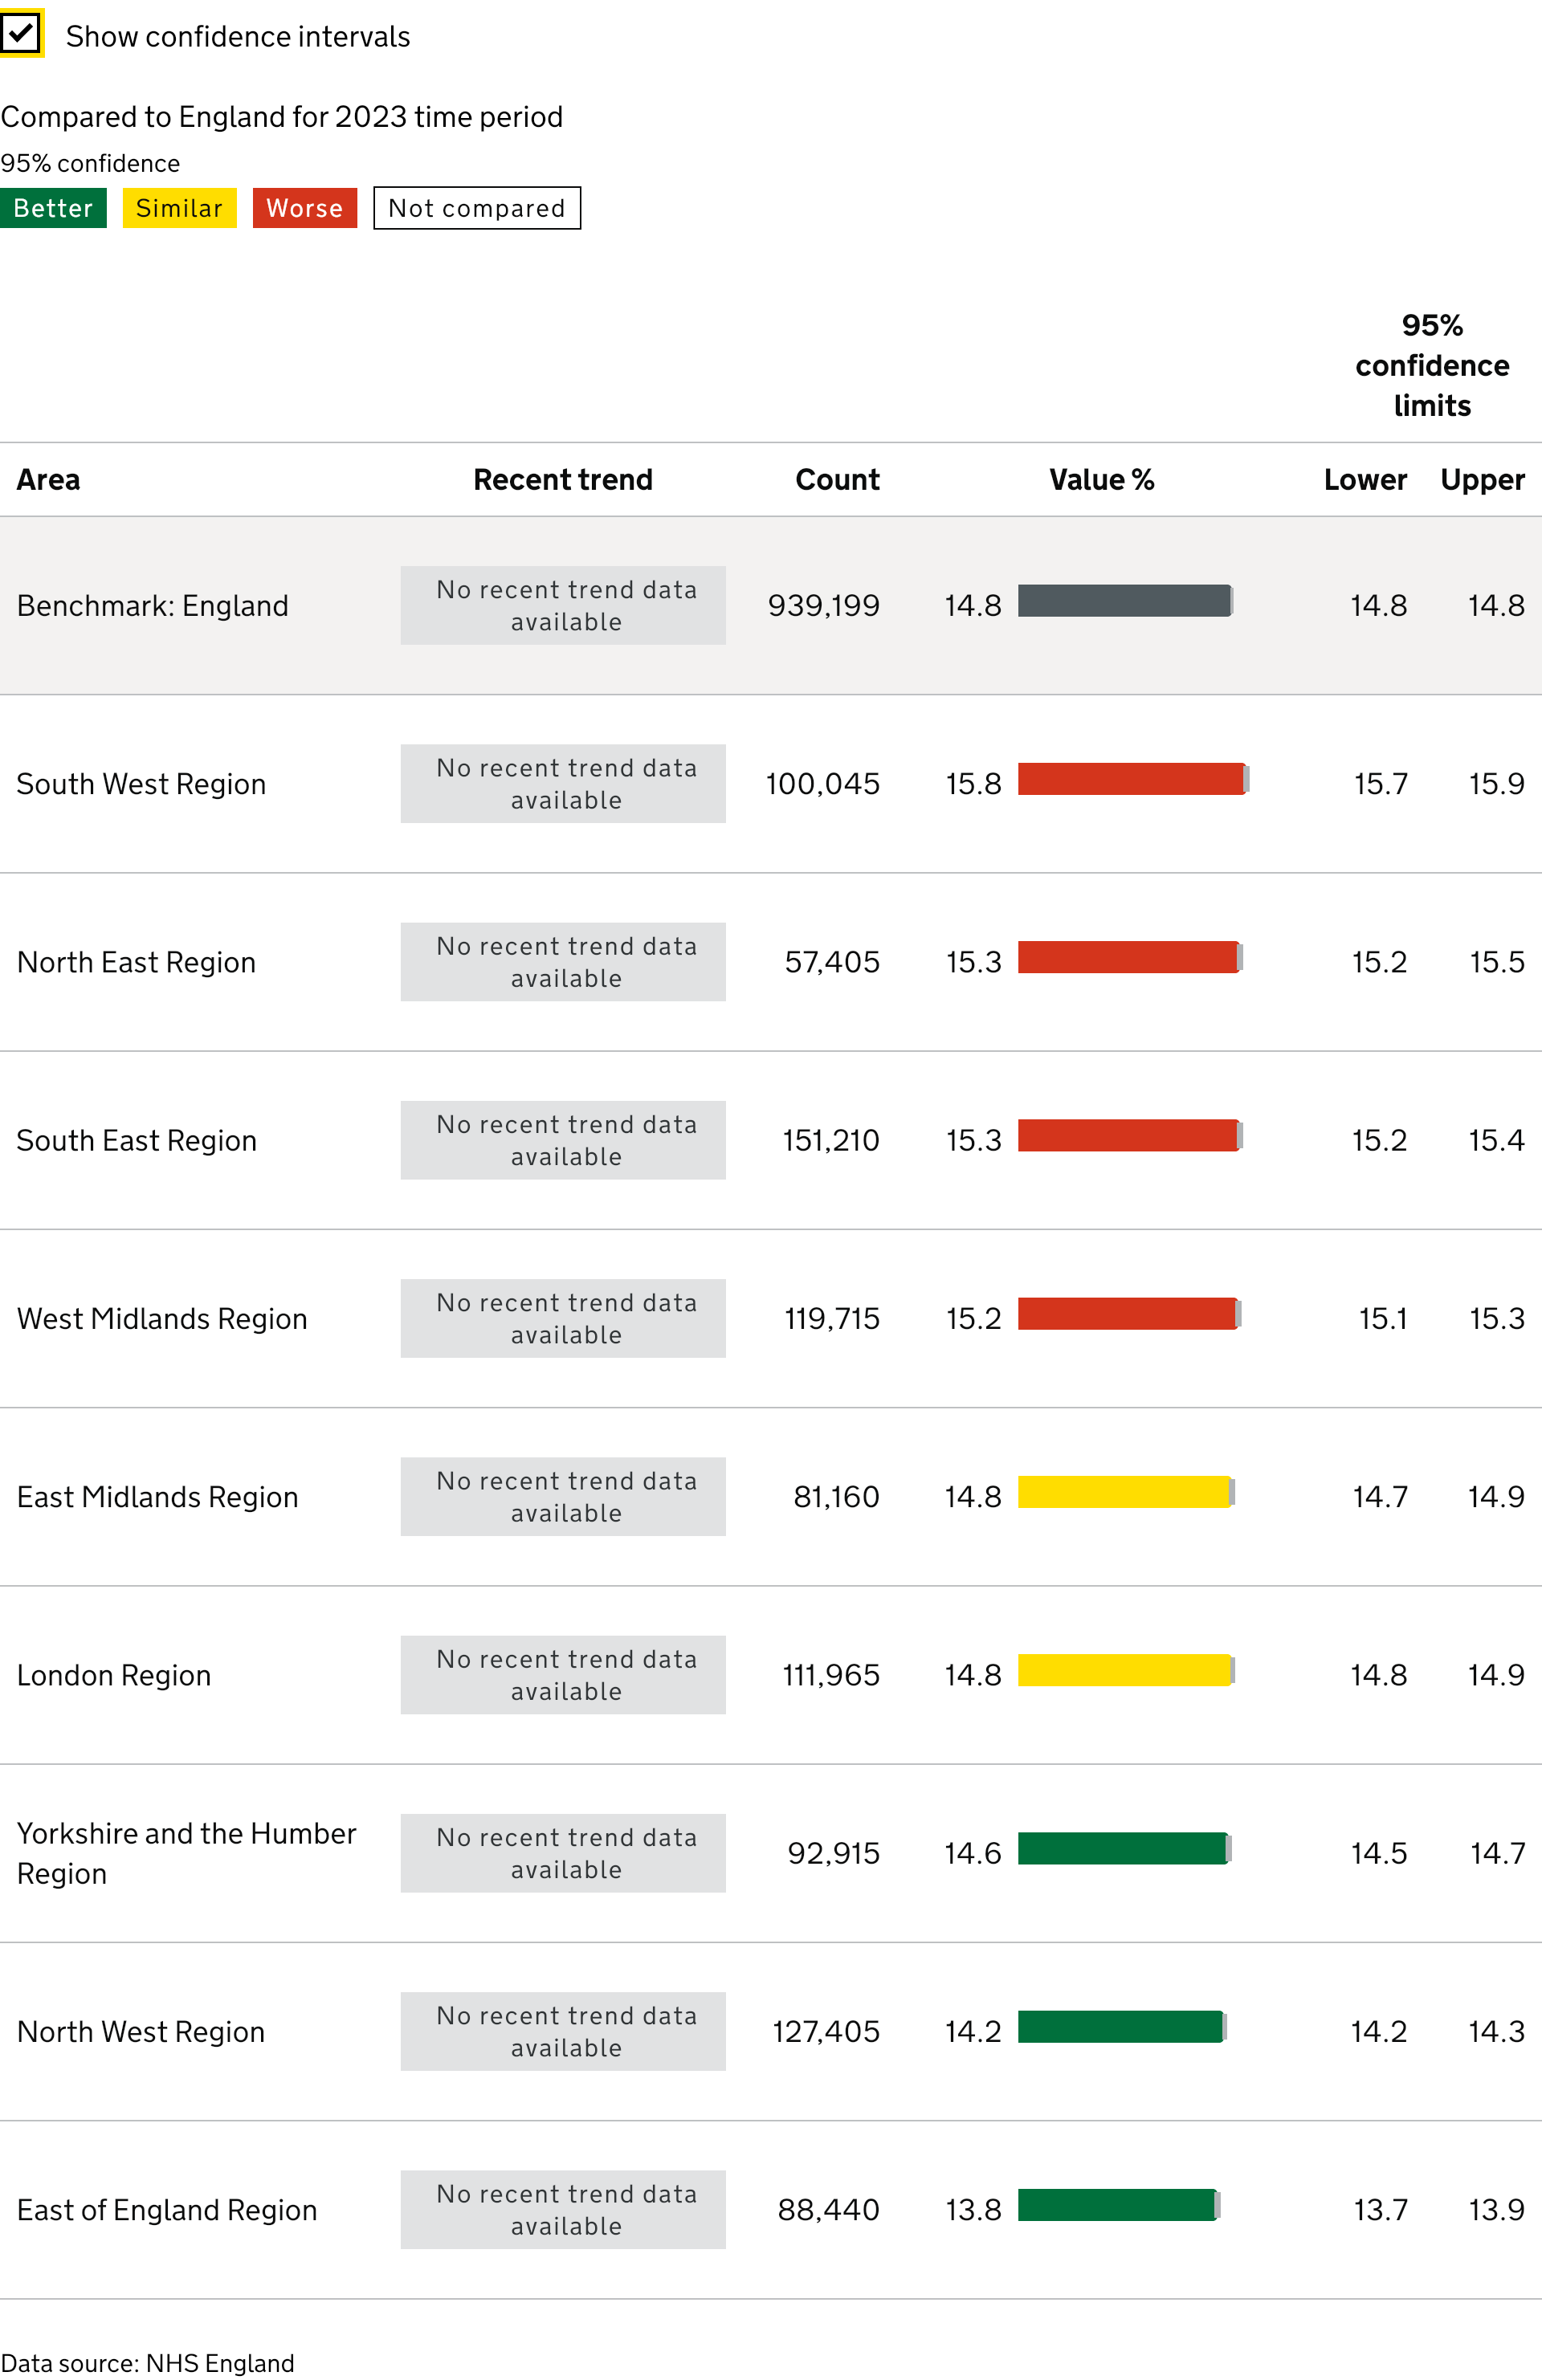 Show confidence intervals
Compared to England for 2023 time period
95% confidence
Better Similar Worse Not compared
95%
confidence
limits
Area Recent trend Count Value % Lower Upper
Benchmark: England No recent trend data available 939,199 14.8 14.8 14.8
South West Region No recent trend data available 100,045 15.8 15.7 15.9
North East Region No recent trend data available 57,405 15.3 15.2 15.5
South East Region No recent trend data available 151,210 15.3 15.2 15.4
West Midlands Region No recent trend data available 119,715 15.2 15.1 15.3
East Midlands Region No recent trend data available 81,160 14.8 14.7 14.9
London Region No recent trend data available 111,965 14.8 14.8 14.9
Yorkshire and the Humber Region No recent trend data available 92,915 14.6 14.5 14.7
North West Region No recent trend data available 127,405 14.2 14.2 14.3
East of England Region No recent trend data available 88,440 13.8 13.7 13.9
Data source: NHS England